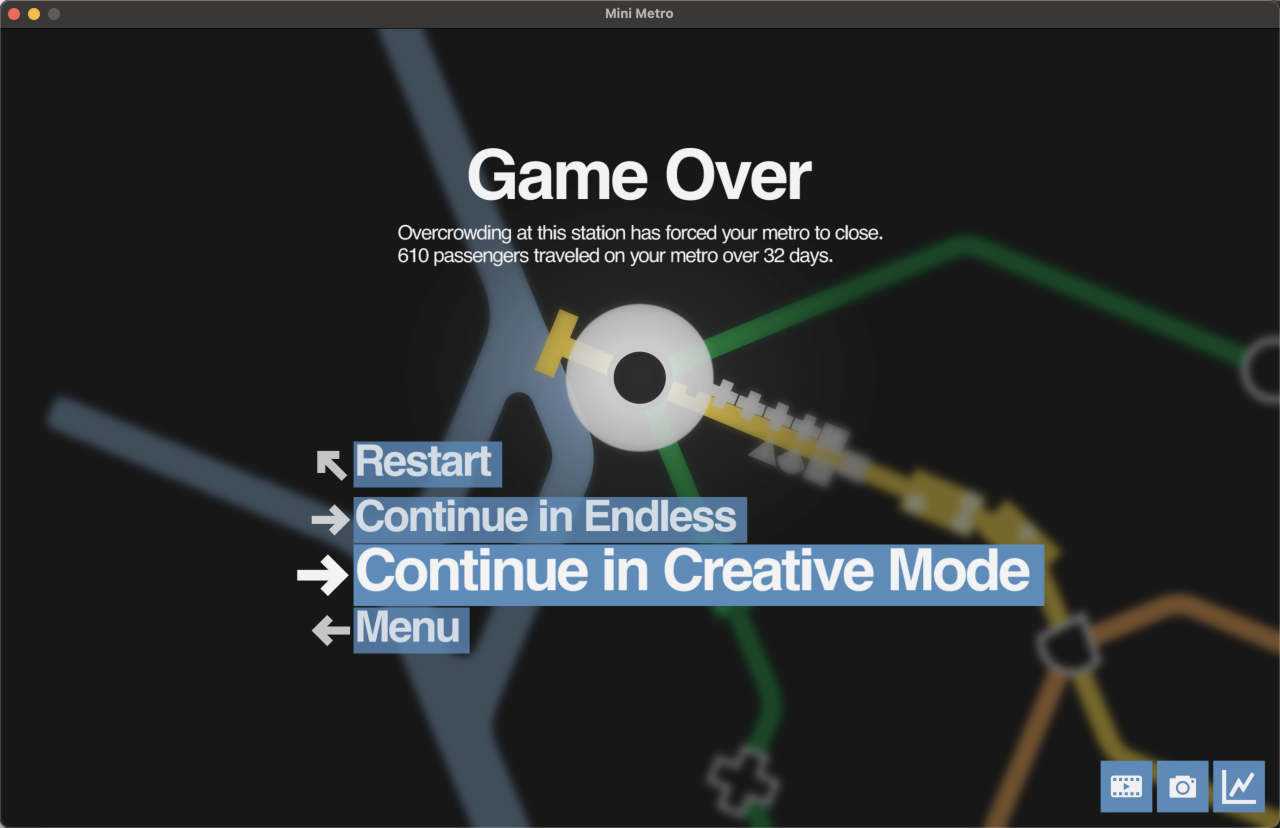 Mini Metro
Game Over
Overcrowding at this station has forced your metro to close.
610 passengers traveled on your metro over 32 days.
Restart
Continue in Endless
Continue in Creative Mode
Menu